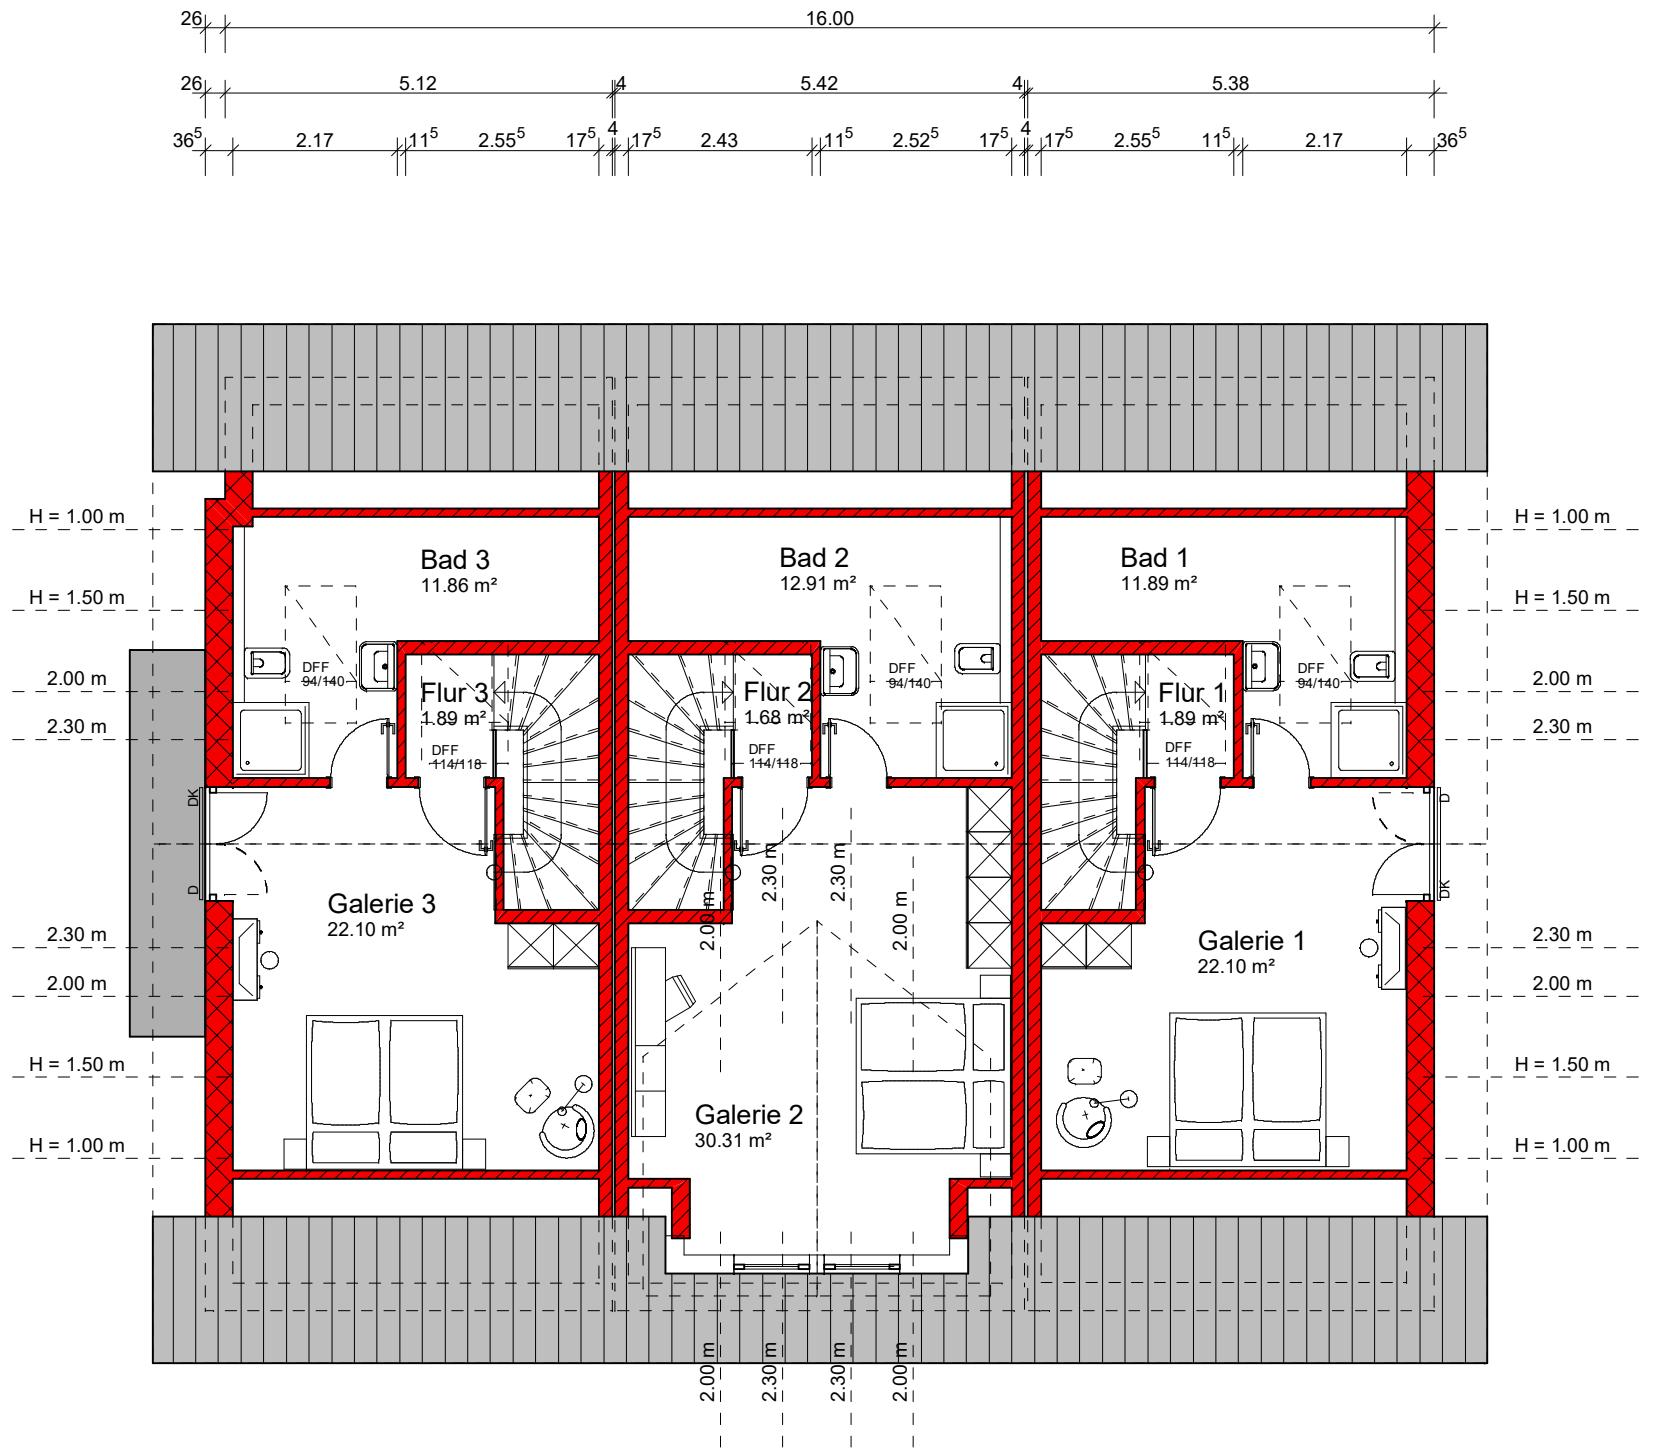 26 16.00
26 5.12 4 5.42 4 5.38
36⁵ 2.17 11⁵ 2.55⁵ 17⁵ 4 17⁵ 2.43 11⁵ 2.52⁵ 17⁵ 4 17⁵ 2.55⁵ 11⁵ 2.17 36⁵
H = 1.00 m H = 1.00 m
Bad 3 Bad 2 Bad 1
11.86 m² 12.91 m² 11.89 m²
H = 1.50 m H = 1.50 m
DFF DFF DFF
94/140 94/140 94/140
2.00 m 2.00 m
Flur 3 Flur 2 Flur 1
1.89 m² 1.68 m² 1.89 m²
2.30 m 2.30 m
DFF DFF DFF
114/118 114/118 114/118
DK D
2.30 m 2.30 m
D DK
Galerie 3
22.10 m²
2.00 m 2.00 m
2.30 m 2.30 m
Galerie 1
22.10 m²
2.00 m 2.00 m
H = 1.50 m H = 1.50 m
Galerie 2
30.31 m²
H = 1.00 m H = 1.00 m
2.00 m 2.30 m 2.30 m 2.00 m